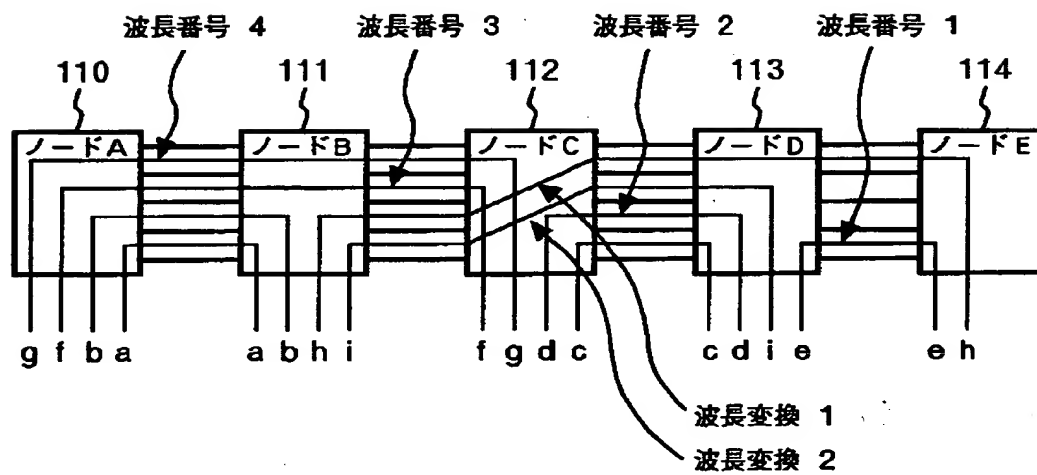 波長番号 4
波長番号 3
波長番号 2
波長番号 1
110
111
112
113
114
ノードA
ノードB
ノードC
ノードD
ノードE
g f b a
a b h i
f g d c
c d i e
e h
波長変換 1
波長変換 2